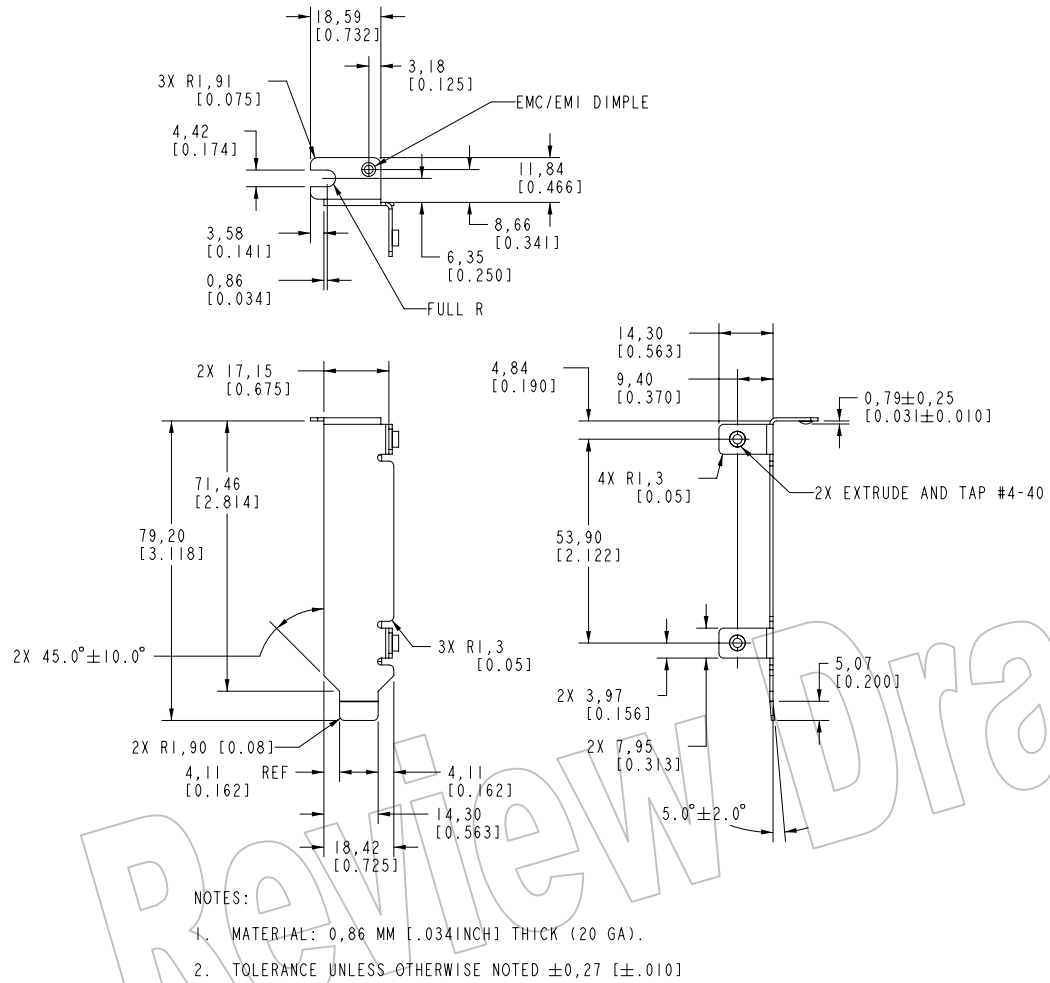 18,59
[0.732]
3,18
[0.125]
3X R1,91
[0.075]
EMC/EMI DIMPLE
4,42
[0.174]
11,84
[0.466]
8,66
[0.341]
3,58
[0.141]
6,35
[0.250]
0,86
[0.034]
FULL R
14,30
[0.563]
2X 17,15
[0.675]
4,84
[0.190]
9,40
[0.370]
0,79±0,25
[0.031±0.010]
71,46
[2.814]
4X R1,3
[0.05]
2X EXTRUDE AND TAP #4-40
79,20
[3.118]
53,90
[2.122]
2X 45.0°±10.0°
3X R1,3
[0.05]
5,07
[0.200]
2X 3,97
[0.156]
2X R1,90 [0.08]
2X 7,95
[0.313]
4,11 REF
[0.162]
4,11
[0.162]
14,30
[0.563]
5.0°±2.0°
18,42
[0.725]
Review Dra
NOTES:
1. MATERIAL: 0,86 MM [.034INCH] THICK (20 GA).
2. TOLERANCE UNLESS OTHERWISE NOTED ±0,27 [±.010]